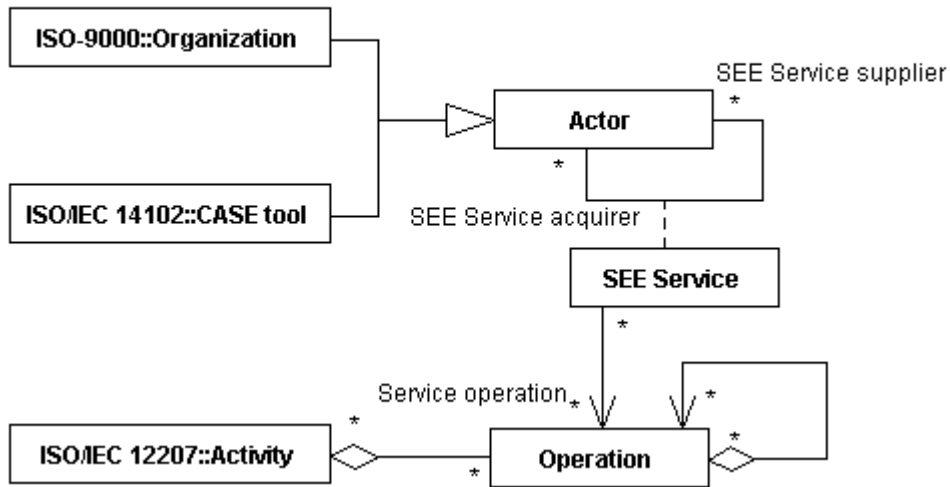 ISO-9000::Organization
SEE Service supplier
*
Actor
*
ISO/IEC 14102::CASE tool
SEE Service acquirer
SEE Service
*
Service operation
*
*
*
*
ISO/IEC 12207::Activity
*
Operation